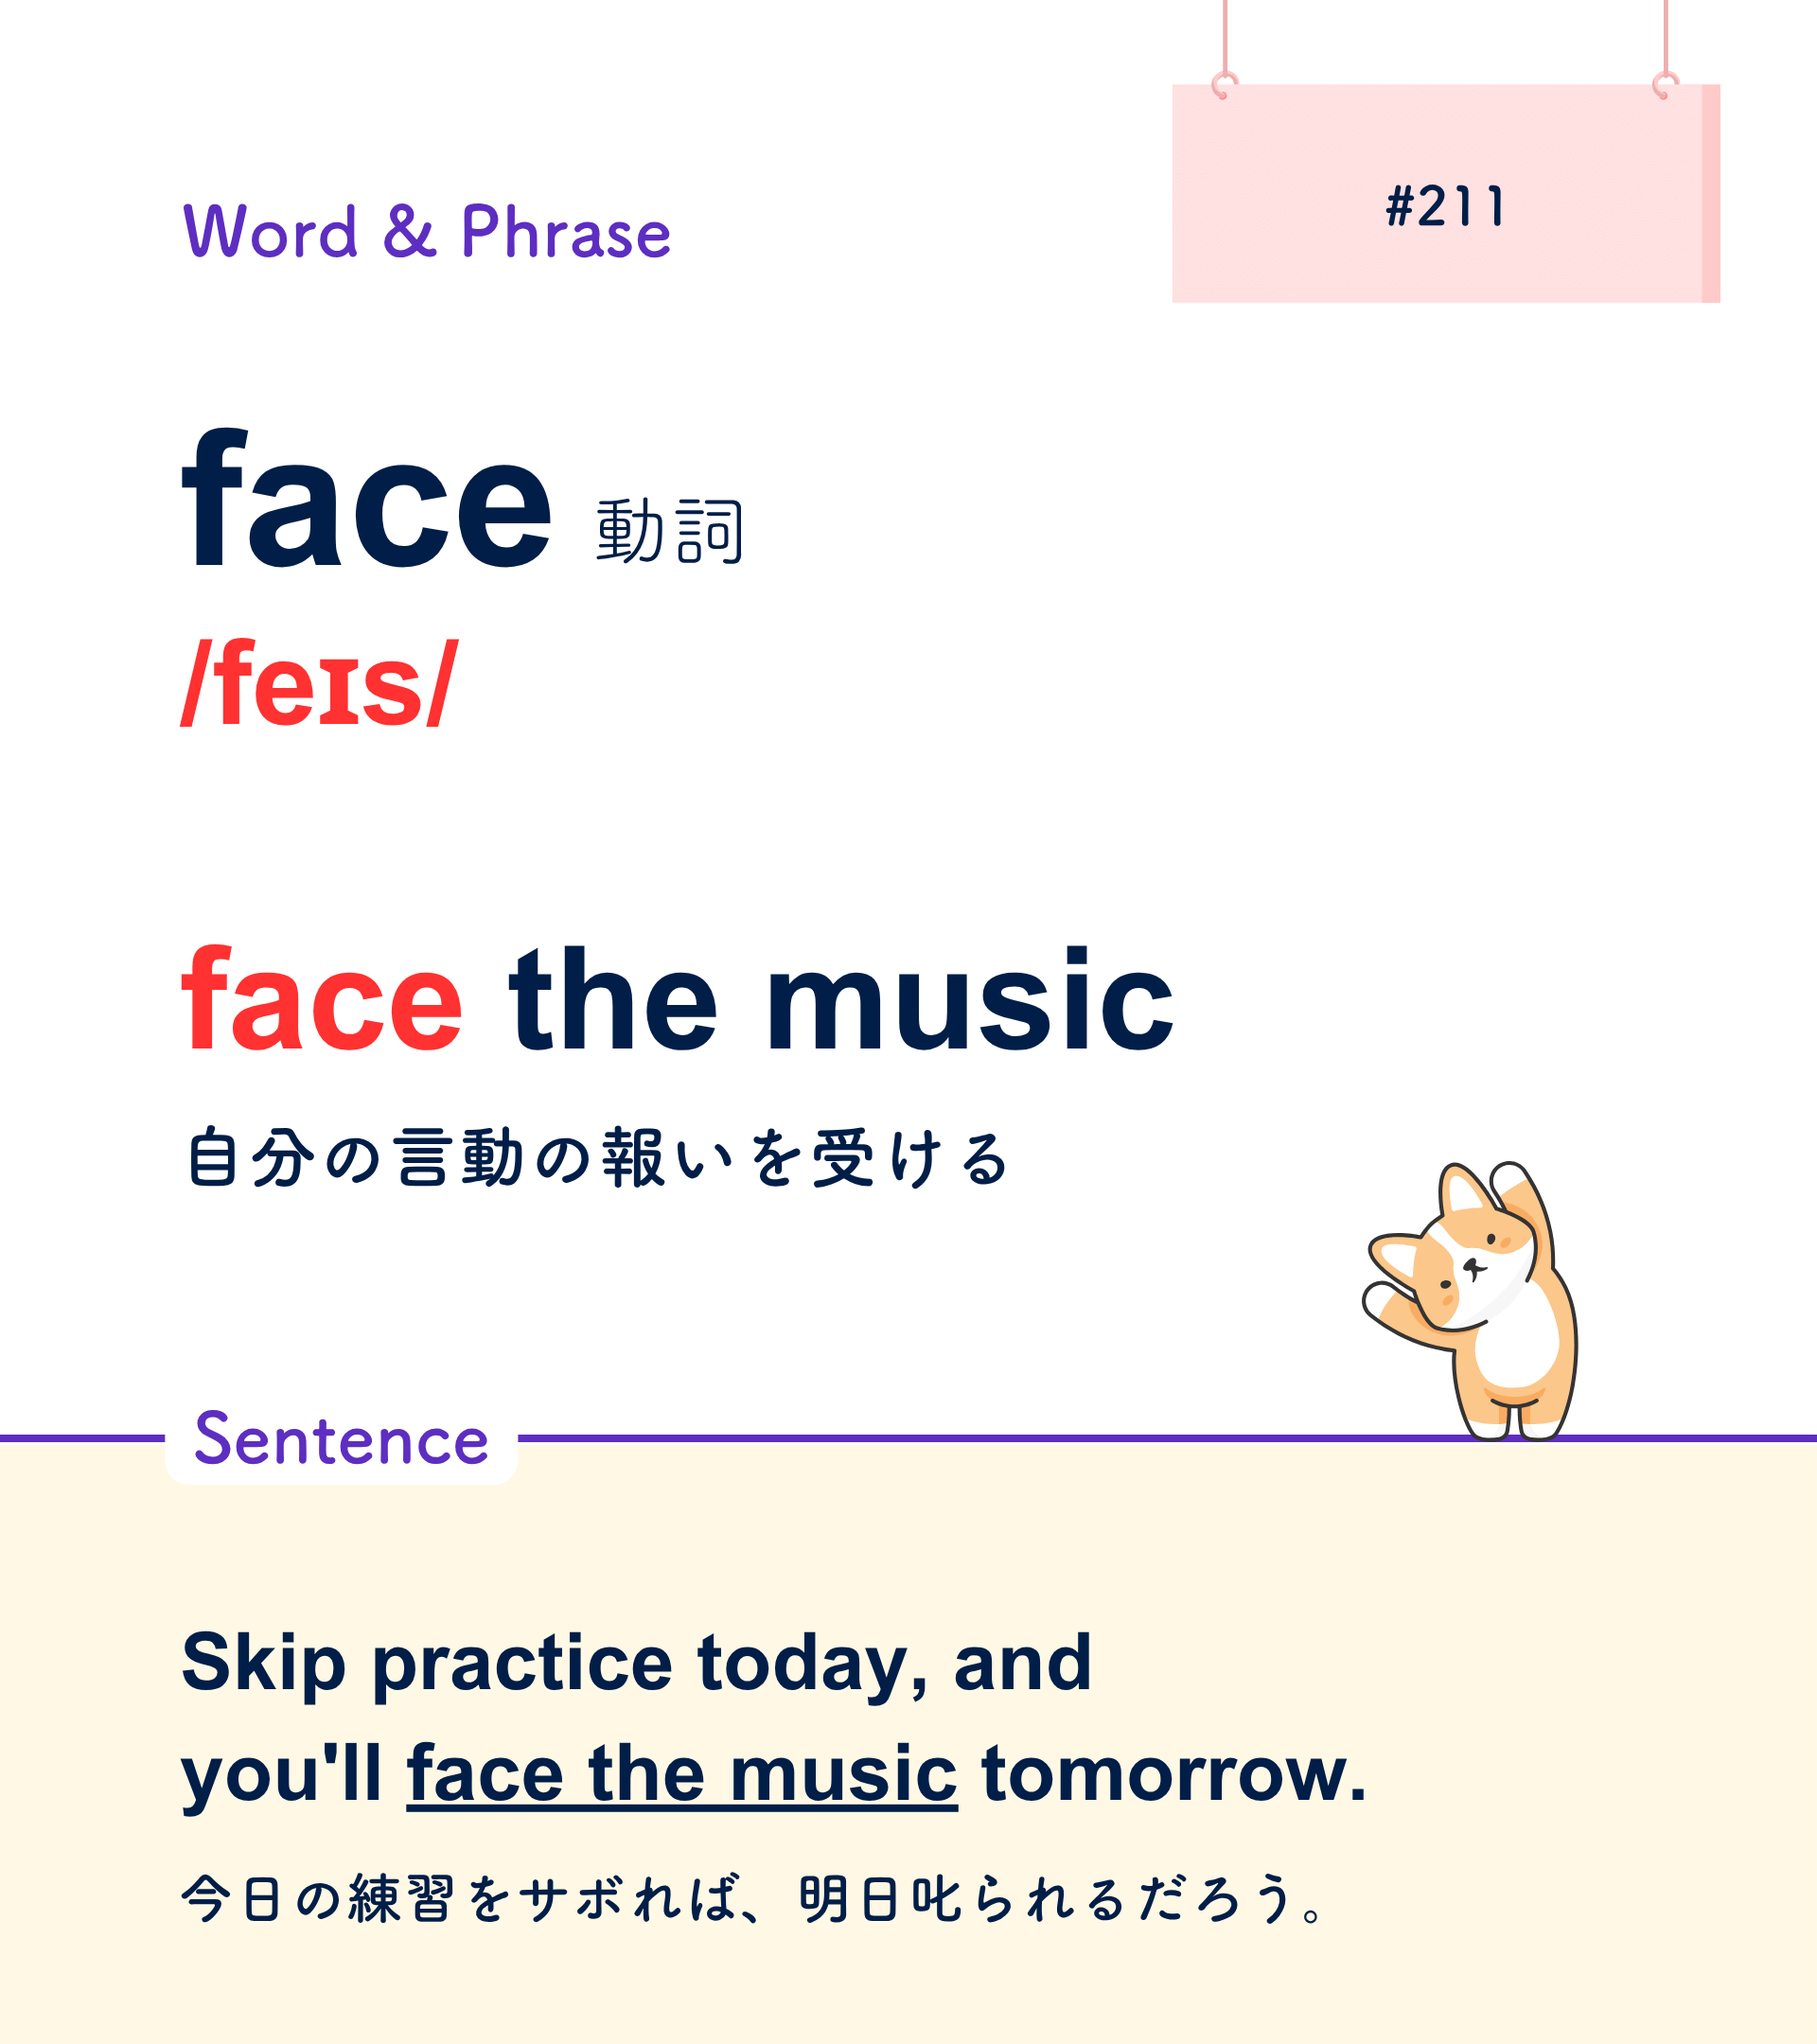 #211
Word & Phrase
face 動詞
/feɪs/
face the music
自分の言動の報いを受ける
Sentence
Skip practice today, and
you'll face the music tomorrow.
今日の練習をサボれば、明日叱られるだろう。